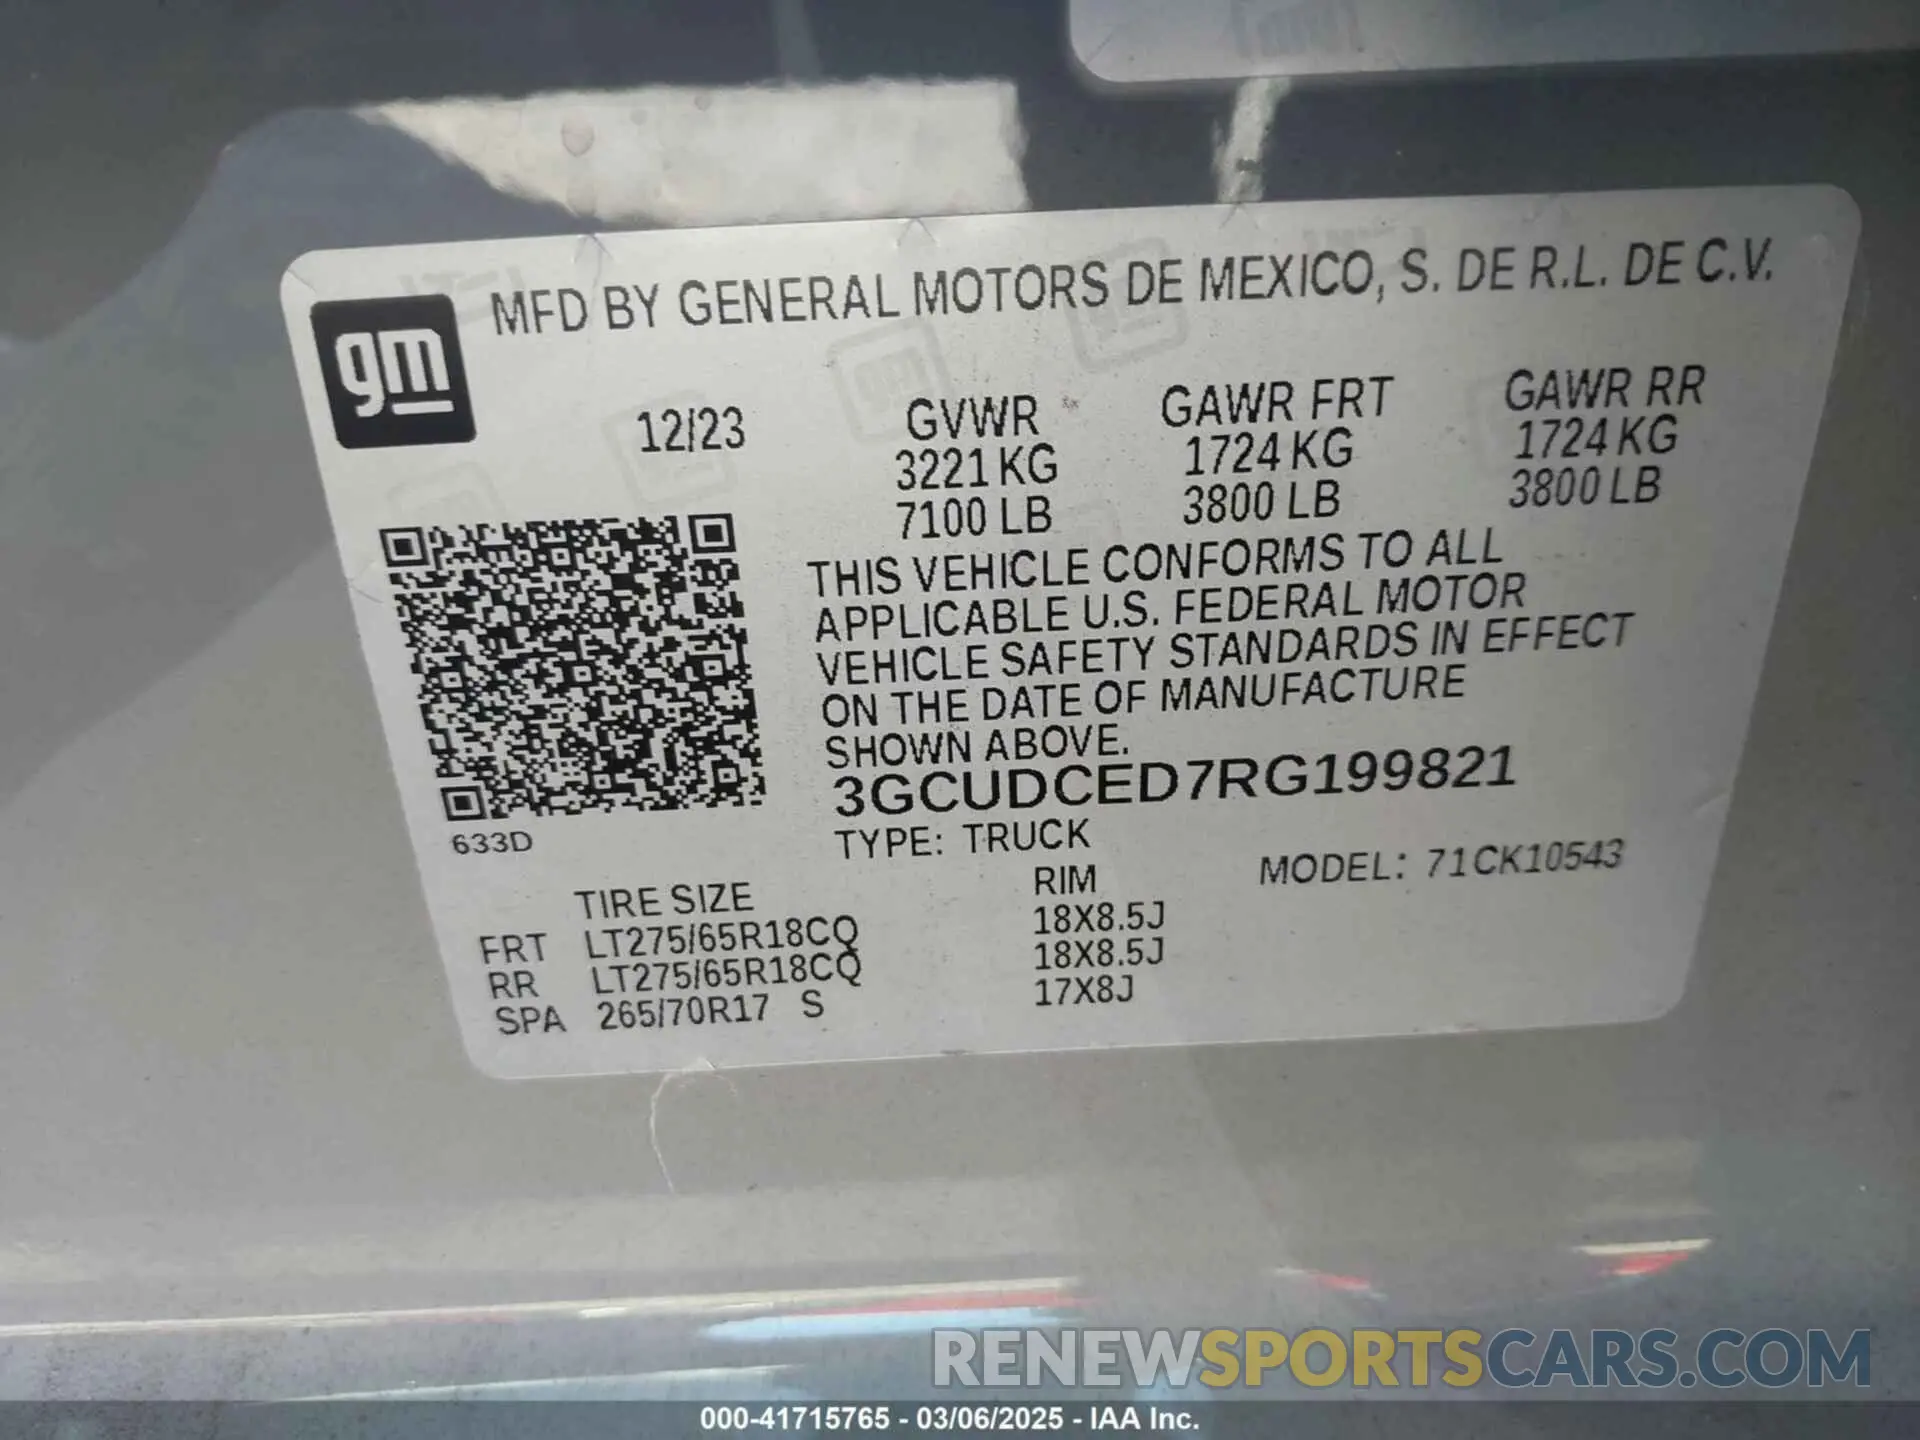 gm
MFD BY GENERAL MOTORS DE MEXICO, S. DE R.L. DE C.V.
12/23 GVWR GAWR FRT GAWR RR
3221 KG 1724 KG 1724 KG
7100 LB 3800 LB 3800 LB
THIS VEHICLE CONFORMS TO ALL
APPLICABLE U.S. FEDERAL MOTOR
VEHICLE SAFETY STANDARDS IN EFFECT
ON THE DATE OF MANUFACTURE
SHOWN ABOVE.
3GCUDCED7RG199821
633D
TYPE: TRUCK MODEL: 71CK10543
TIRE SIZE RIM
FRT LT275/65R18CQ 18X8.5J
RR LT275/65R18CQ 18X8.5J
SPA 265/70R17 S 17X8J
RENEWSPORTSCARS.COM
000-41715765 - 03/06/2025 - IAA Inc.